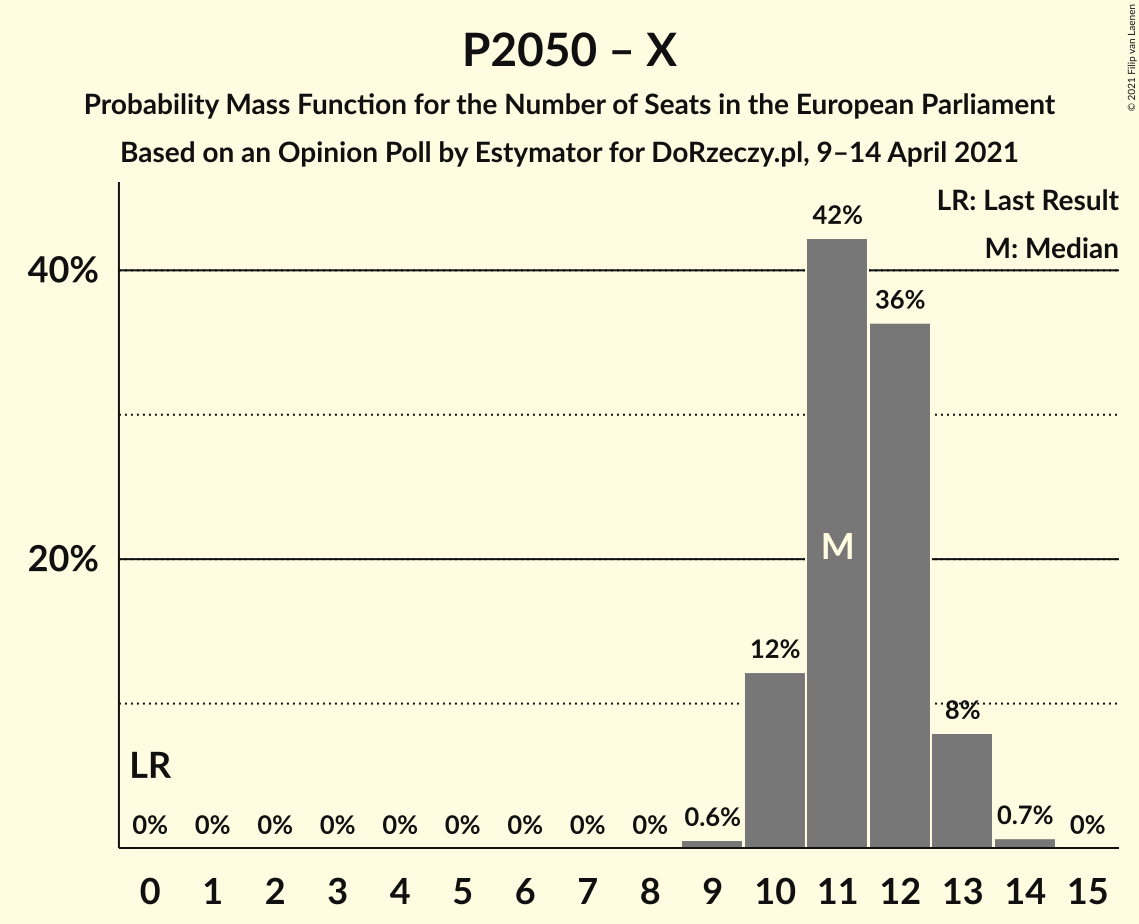 P2050 – X
Probability Mass Function for the Number of Seats in the European Parliament
Based on an Opinion Poll by Estymator for DoRzeczy.pl, 9–14 April 2021
© 2021 Filip van Laenen
LR: Last Result
M: Median
40%
20%
42%
36%
M
12%
8%
LR
0% 0% 0% 0% 0% 0% 0% 0% 0% 0.6% 0.7% 0%
0 1 2 3 4 5 6 7 8 9 10 11 12 13 14 15